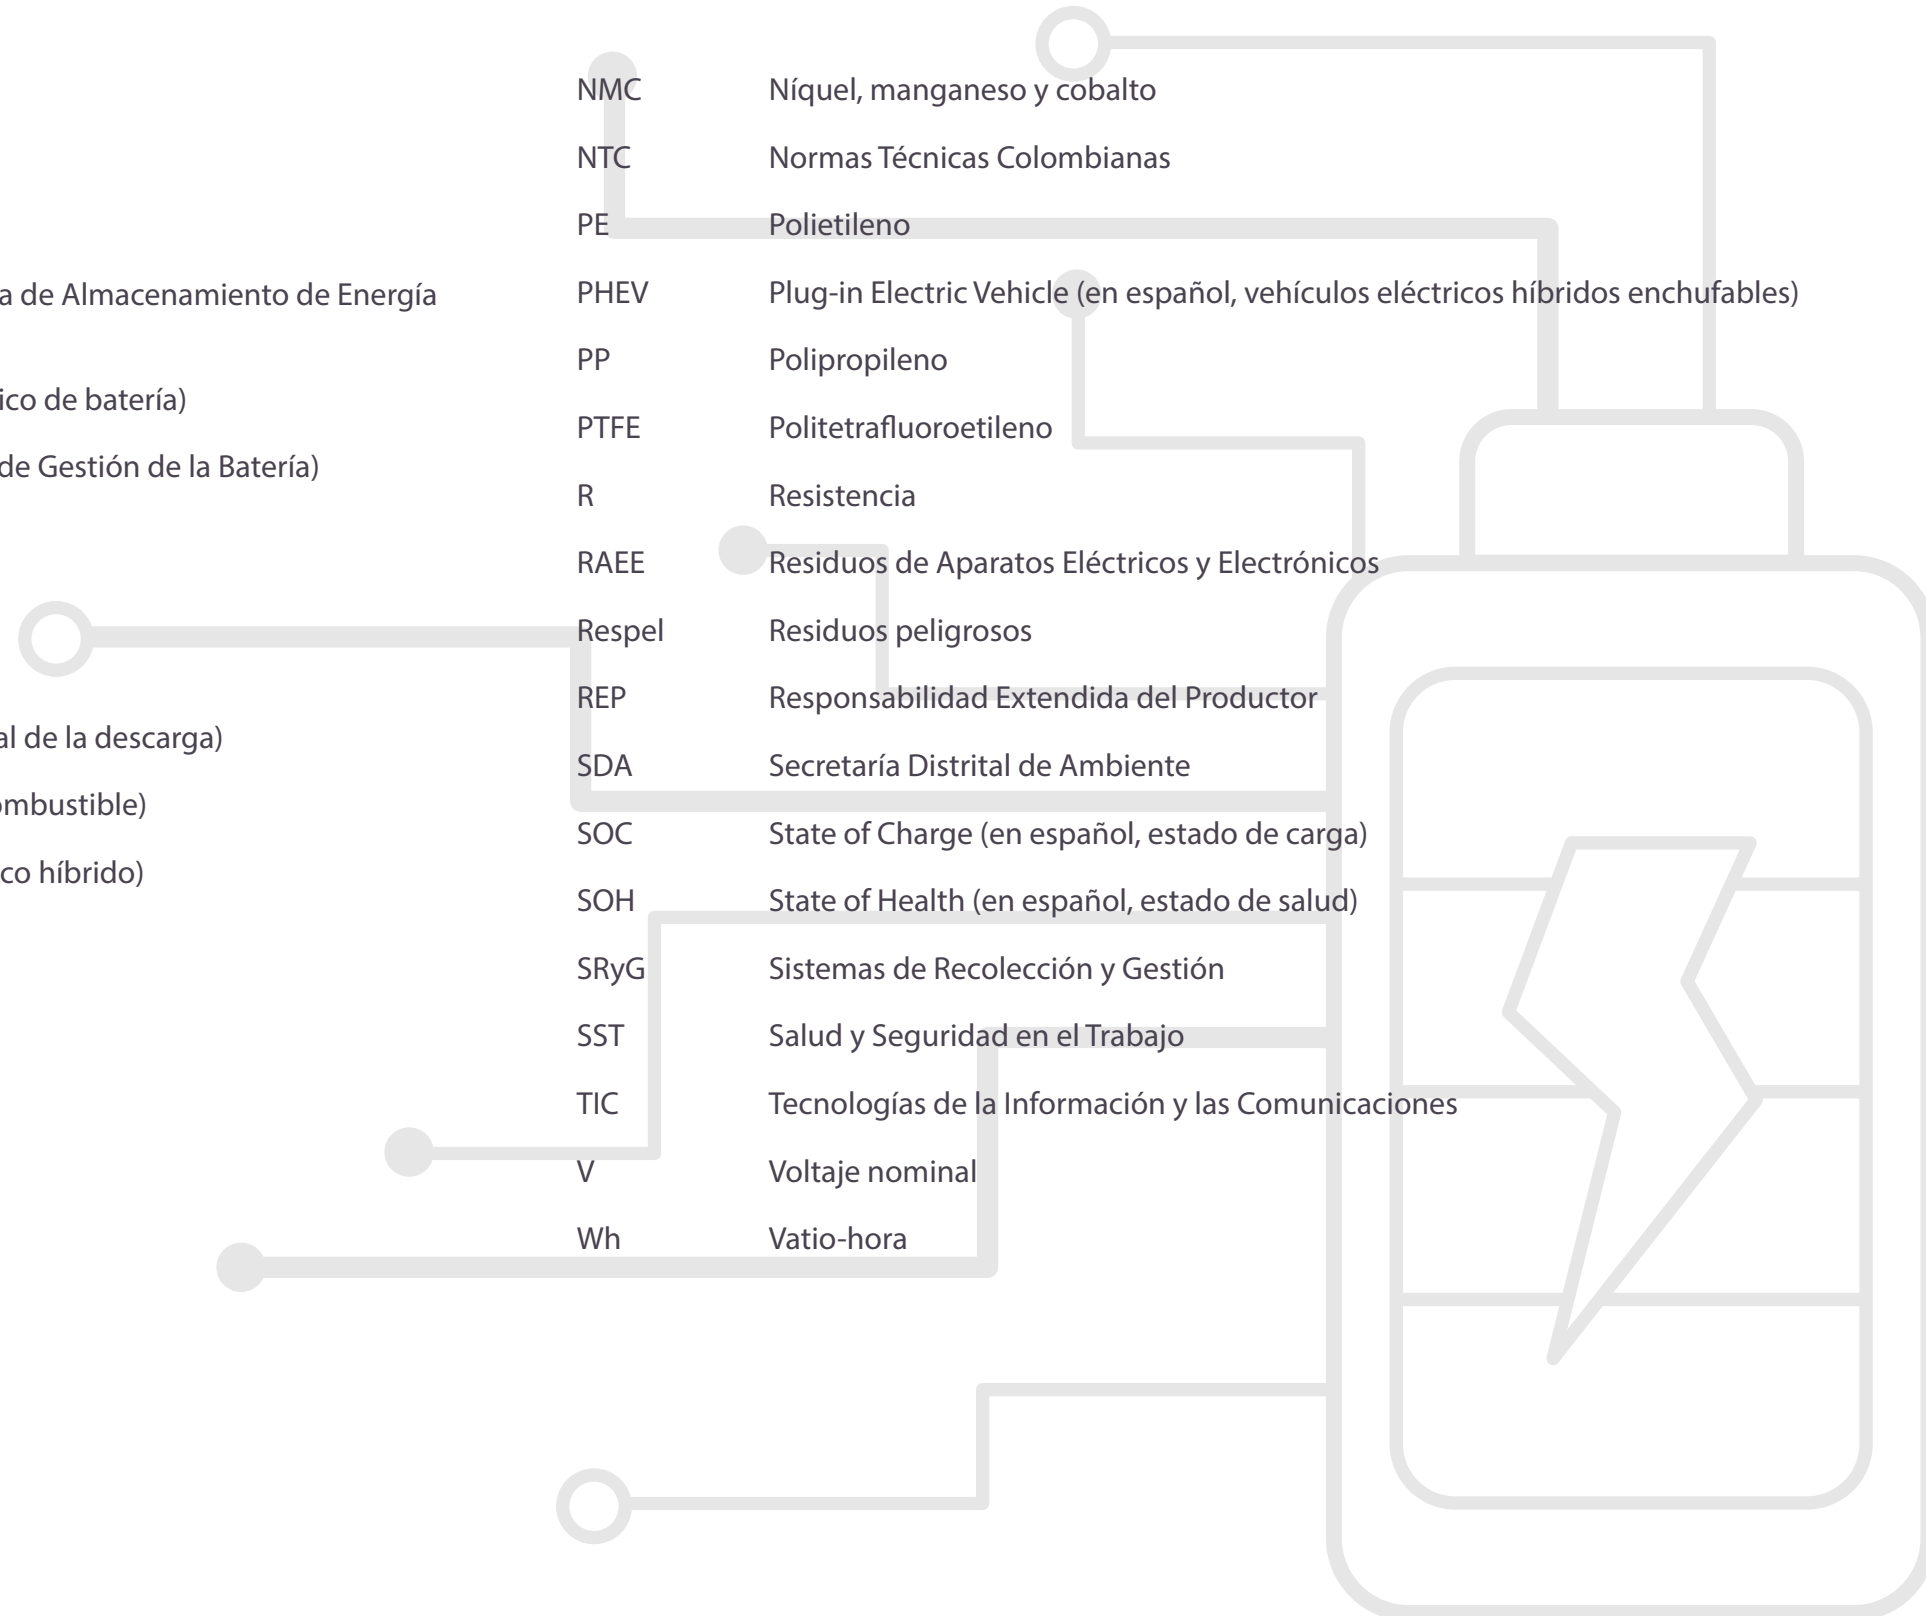 a de Almacenamiento de Energía
ico de batería)
de Gestión de la Batería)
al de la descarga)
ombustible)
co híbrido)
NMC Níquel, manganeso y cobalto
NTC Normas Técnicas Colombianas
PE Polietileno
PHEV Plug-in Electric Vehicle (en español, vehículos eléctricos híbridos enchufables)
PP Polipropileno
PTFE Politetrafluoroetileno
R Resistencia
RAEE Residuos de Aparatos Eléctricos y Electrónicos
Respel Residuos peligrosos
REP Responsabilidad Extendida del Productor
SDA Secretaría Distrital de Ambiente
SOC State of Charge (en español, estado de carga)
SOH State of Health (en español, estado de salud)
SRyG Sistemas de Recolección y Gestión
SST Salud y Seguridad en el Trabajo
TIC Tecnologías de la Información y las Comunicaciones
V Voltaje nominal
Wh Vatio-hora